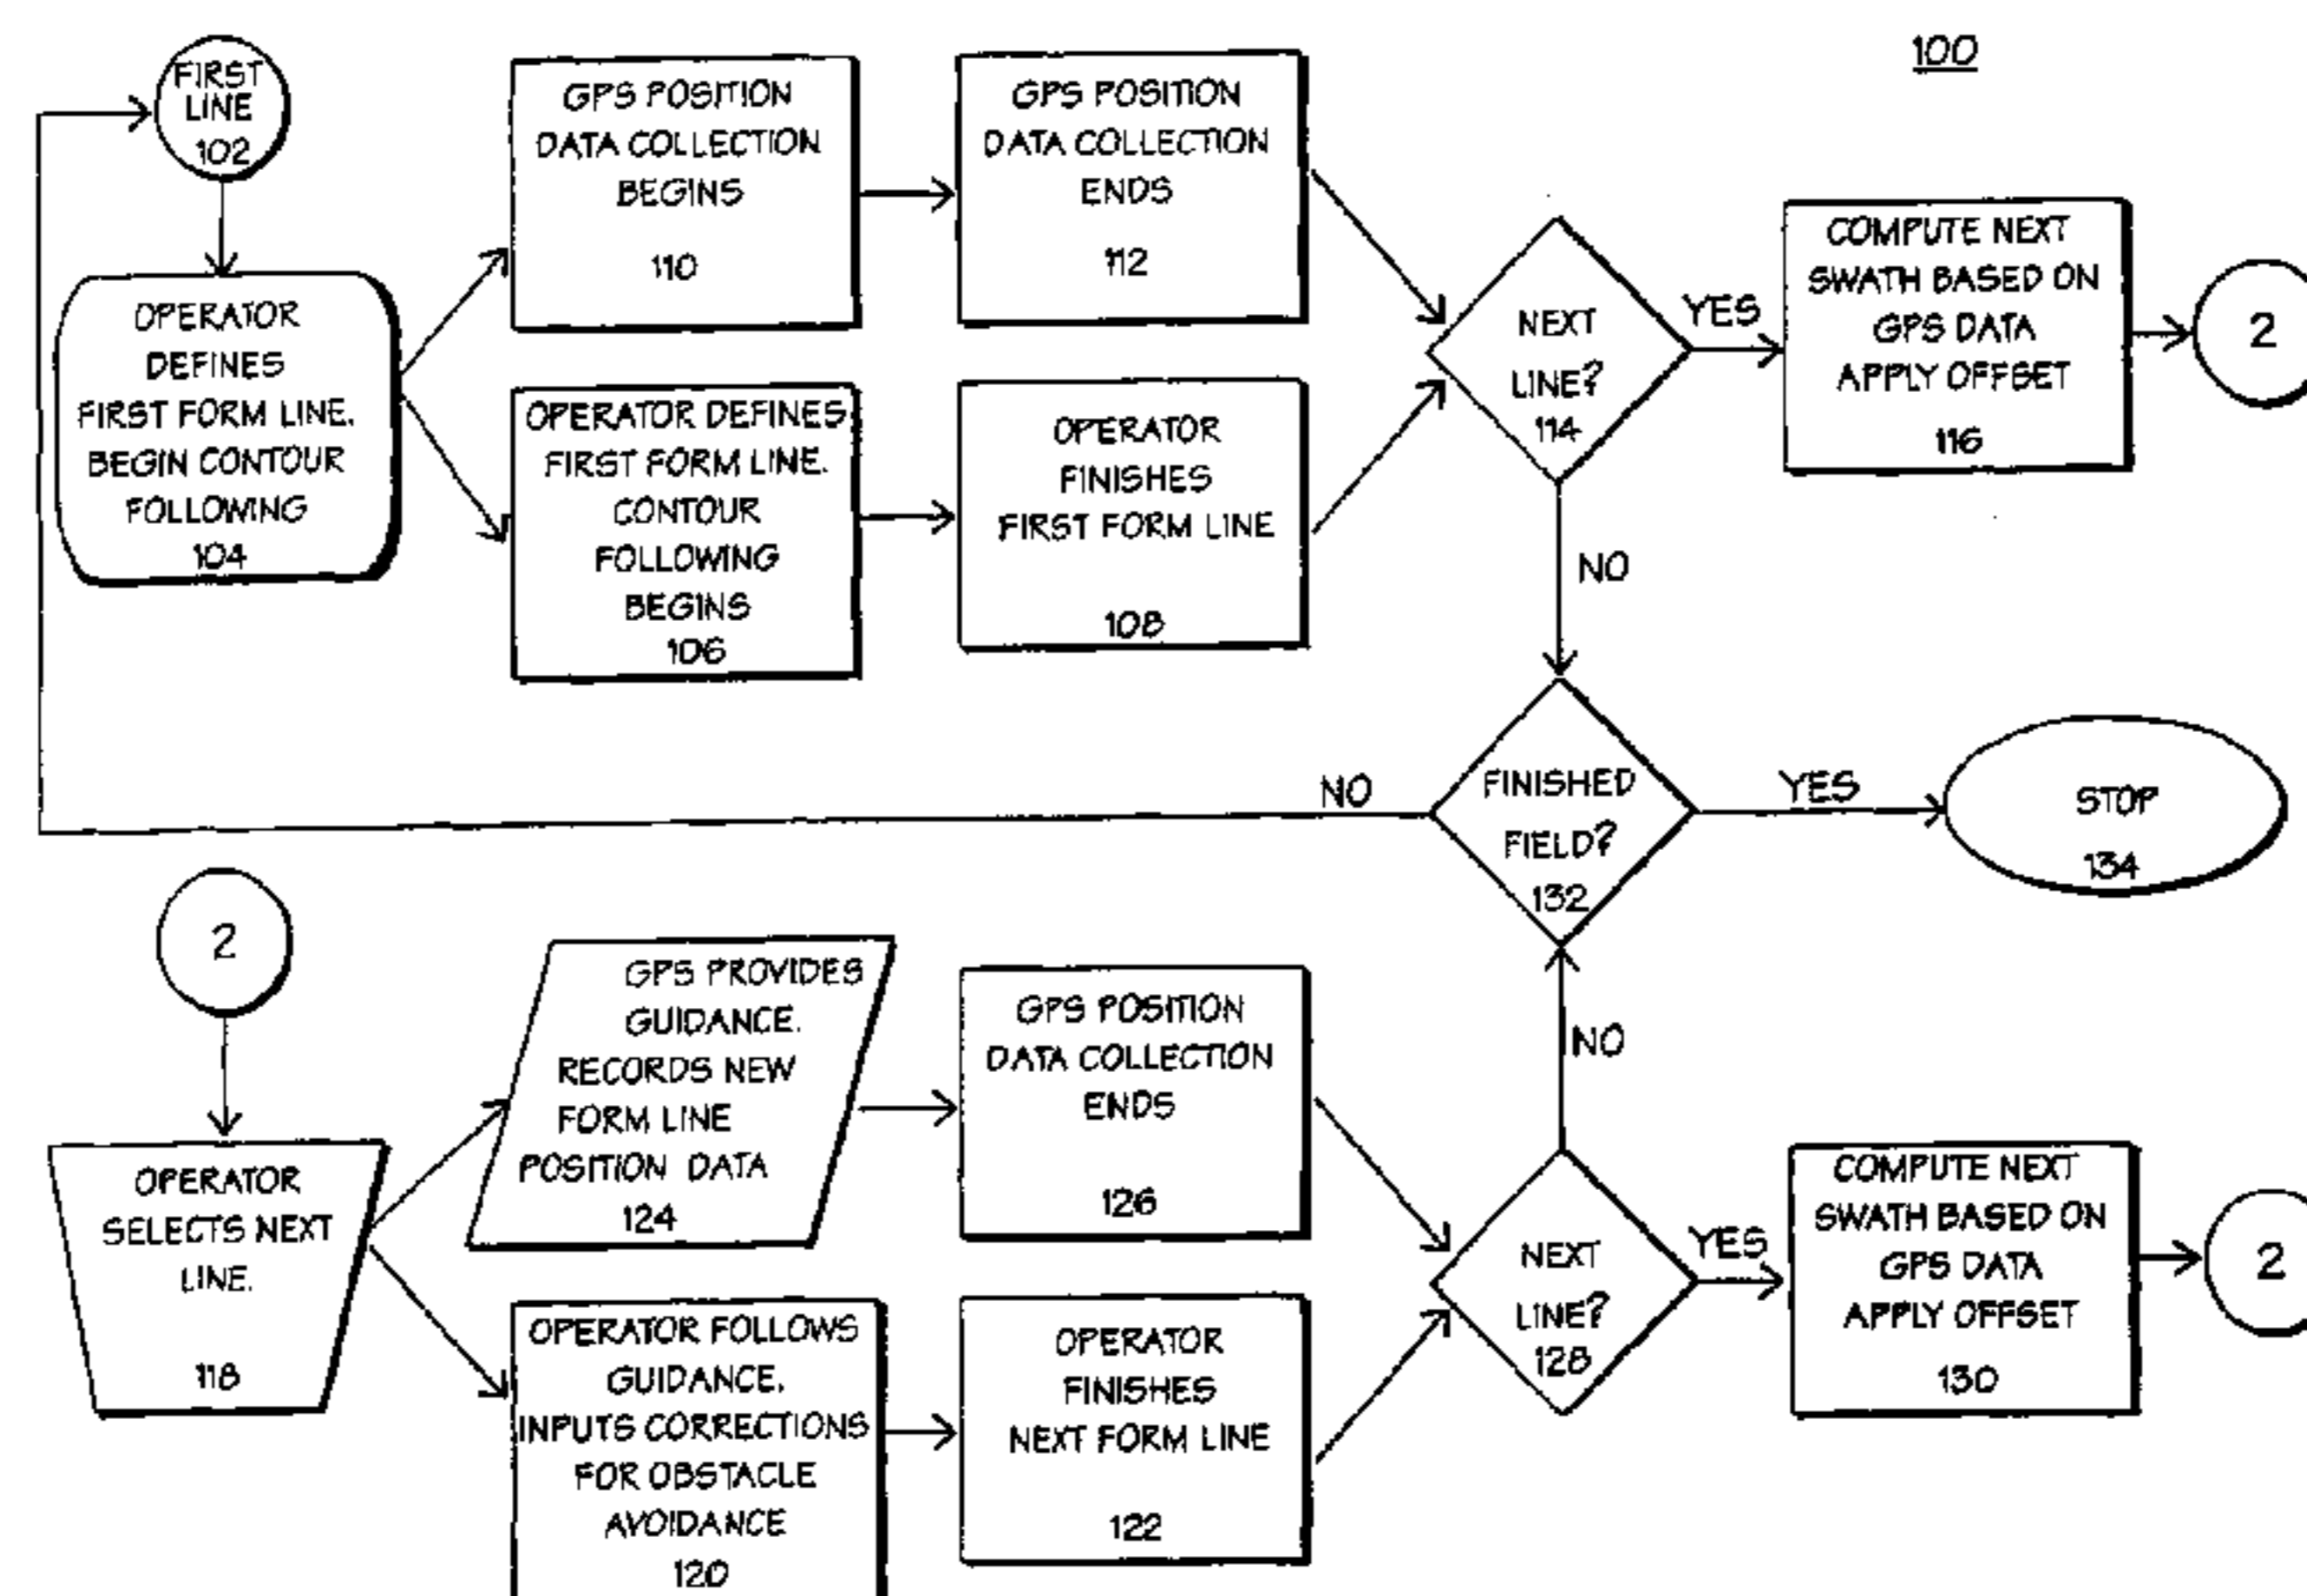 100
FIRST
LINE
102
OPERATOR
DEFINES
FIRST FORM LINE.
BEGIN CONTOUR
FOLLOWING
104
GPS POSITION
DATA COLLECTION
BEGINS
110
GPS POSITION
DATA COLLECTION
ENDS
112
OPERATOR DEFINES
FIRST FORM LINE.
CONTOUR
FOLLOWING
BEGINS
106
OPERATOR
FINISHES
FIRST FORM LINE
108
NEXT
LINE?
114
YES
NO
COMPUTE NEXT
SWATH BASED ON
GPS DATA
APPLY OFFSET
116
2
FINISHED
FIELD?
132
NO
YES
STOP
134
2
OPERATOR
SELECTS NEXT
LINE.
118
GPS PROVIDES
GUIDANCE.
RECORDS NEW
FORM LINE
POSITION DATA
124
GPS POSITION
DATA COLLECTION
ENDS
126
OPERATOR FOLLOWS
GUIDANCE.
INPUTS CORRECTIONS
FOR OBSTACLE
AVOIDANCE
120
OPERATOR
FINISHES
NEXT FORM LINE
122
NO
NEXT
LINE?
128
YES
COMPUTE NEXT
SWATH BASED ON
GPS DATA
APPLY OFFSET
130
2